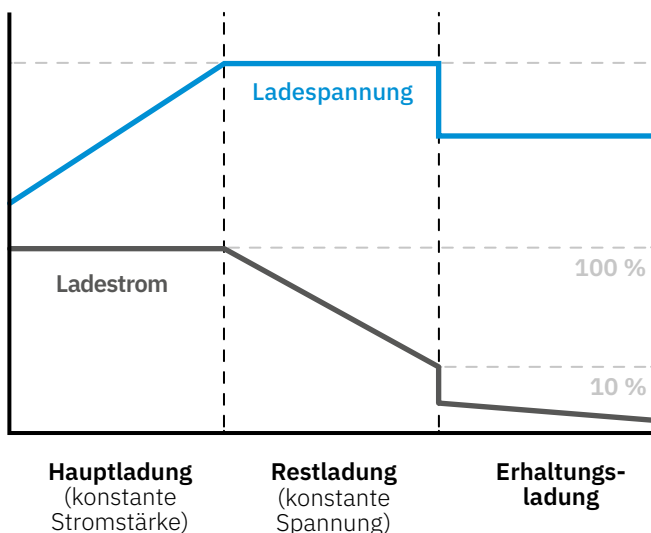 Ladespannung
100 %
Ladestrom
10 %
Hauptladung
(konstante
Stromstärke)
Restladung
(konstante
Spannung)
Erhaltungs-
ladung